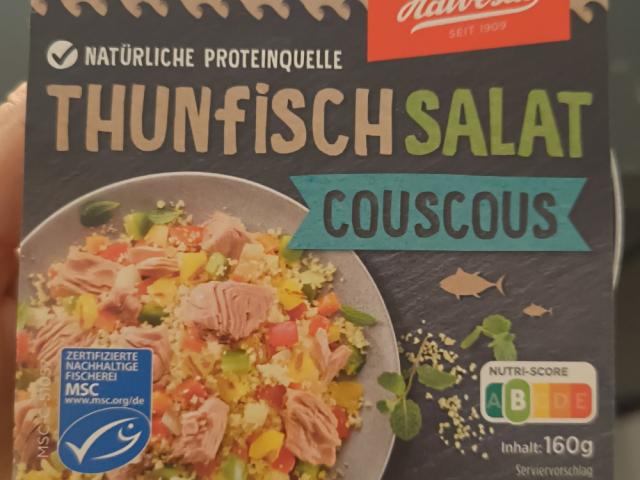 SEIT 1909
NATÜRLICHE PROTEINQUELLE
THUNFiSCH SALAT
COUSCOUS
ZERTIFIZIERTE
NACHHALTIGE
FISCHEREI
MSC
www.msc.org/de
NUTRI-SCORE
A B C D E
Inhalt: 160g
Serviervorschlag